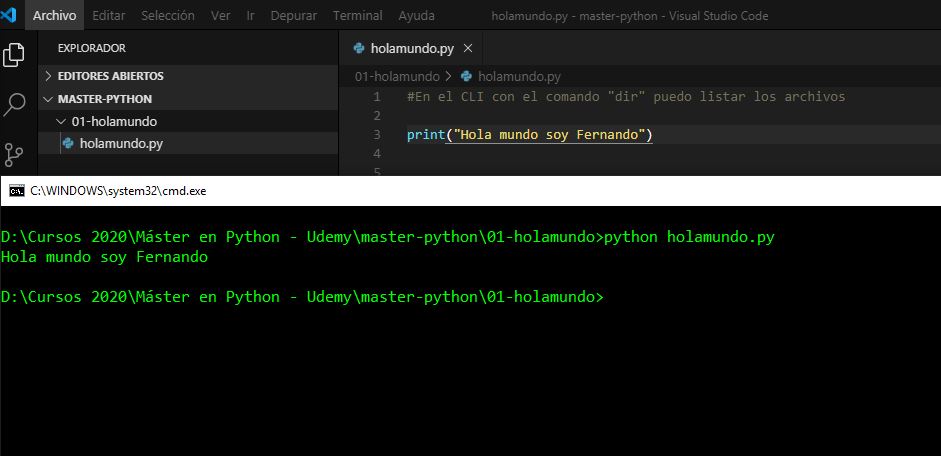 Archivo Editar Selección Ver Ir Depurar Terminal Ayuda holamundo.py - master-python - Visual Studio Code
EXPLORADOR
EDITORES ABIERTOS
MASTER-PYTHON
01-holamundo
holamundo.py
holamundo.py
01-holamundo > holamundo.py
1 #En el CLI con el comando "dir" puedo listar los archivos
2
3 print("Hola mundo soy Fernando")
4
5
C:\WINDOWS\system32\cmd.exe
D:\Cursos 2020\Máster en Python - Udemy\master-python\01-holamundo>python holamundo.py
Hola mundo soy Fernando
D:\Cursos 2020\Máster en Python - Udemy\master-python\01-holamundo>